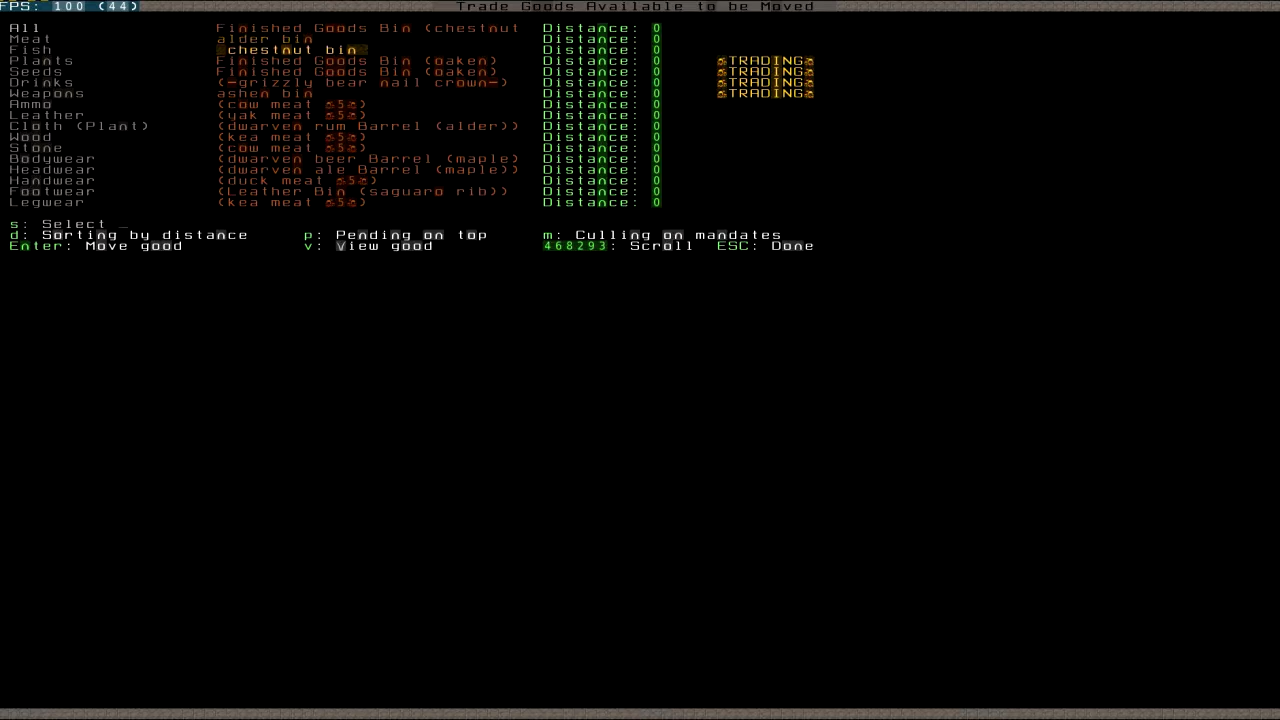 FPS: 100 (44) Trade Goods Available to be Moved
All Finished Goods Bin (chestnut Distance: 0
Meat alder bin Distance: 0
Fish chestnut bin Distance: 0
Plants Finished Goods Bin (oaken) Distance: 0 TRADING
Seeds Finished Goods Bin (oaken) Distance: 0 TRADING
Drinks (-grizzly bear nail crown-) Distance: 0 TRADING
Weapons ashen bin Distance: 0 TRADING
Ammo (cow meat [5]) Distance: 0
Leather (yak meat [5]) Distance: 0
Cloth (Plant) (dwarven rum Barrel (alder)) Distance: 0
Wood (kea meat [5]) Distance: 0
Stone (cow meat [5]) Distance: 0
Bodywear (dwarven beer Barrel (maple) Distance: 0
Headwear (dwarven ale Barrel (maple)) Distance: 0
Handwear (duck meat [5]) Distance: 0
Footwear (Leather Bin (saguaro rib)) Distance: 0
Legwear (kea meat [5]) Distance: 0
s: Select _
d: Sorting by distance p: Pending on top m: Culling on mandates
Enter: Move good v: View good 468293: Scroll ESC: Done